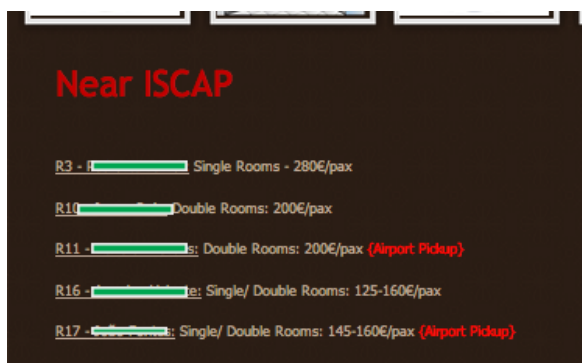 Near ISCAP
R3 - Single Rooms - 280€/pax
R10 Double Rooms: 200€/pax
R11 - Double Rooms: 200€/pax {Airport Pickup}
R16 - Single/ Double Rooms: 125-160€/pax
R17 - Single/ Double Rooms: 145-160€/pax {Airport Pickup}